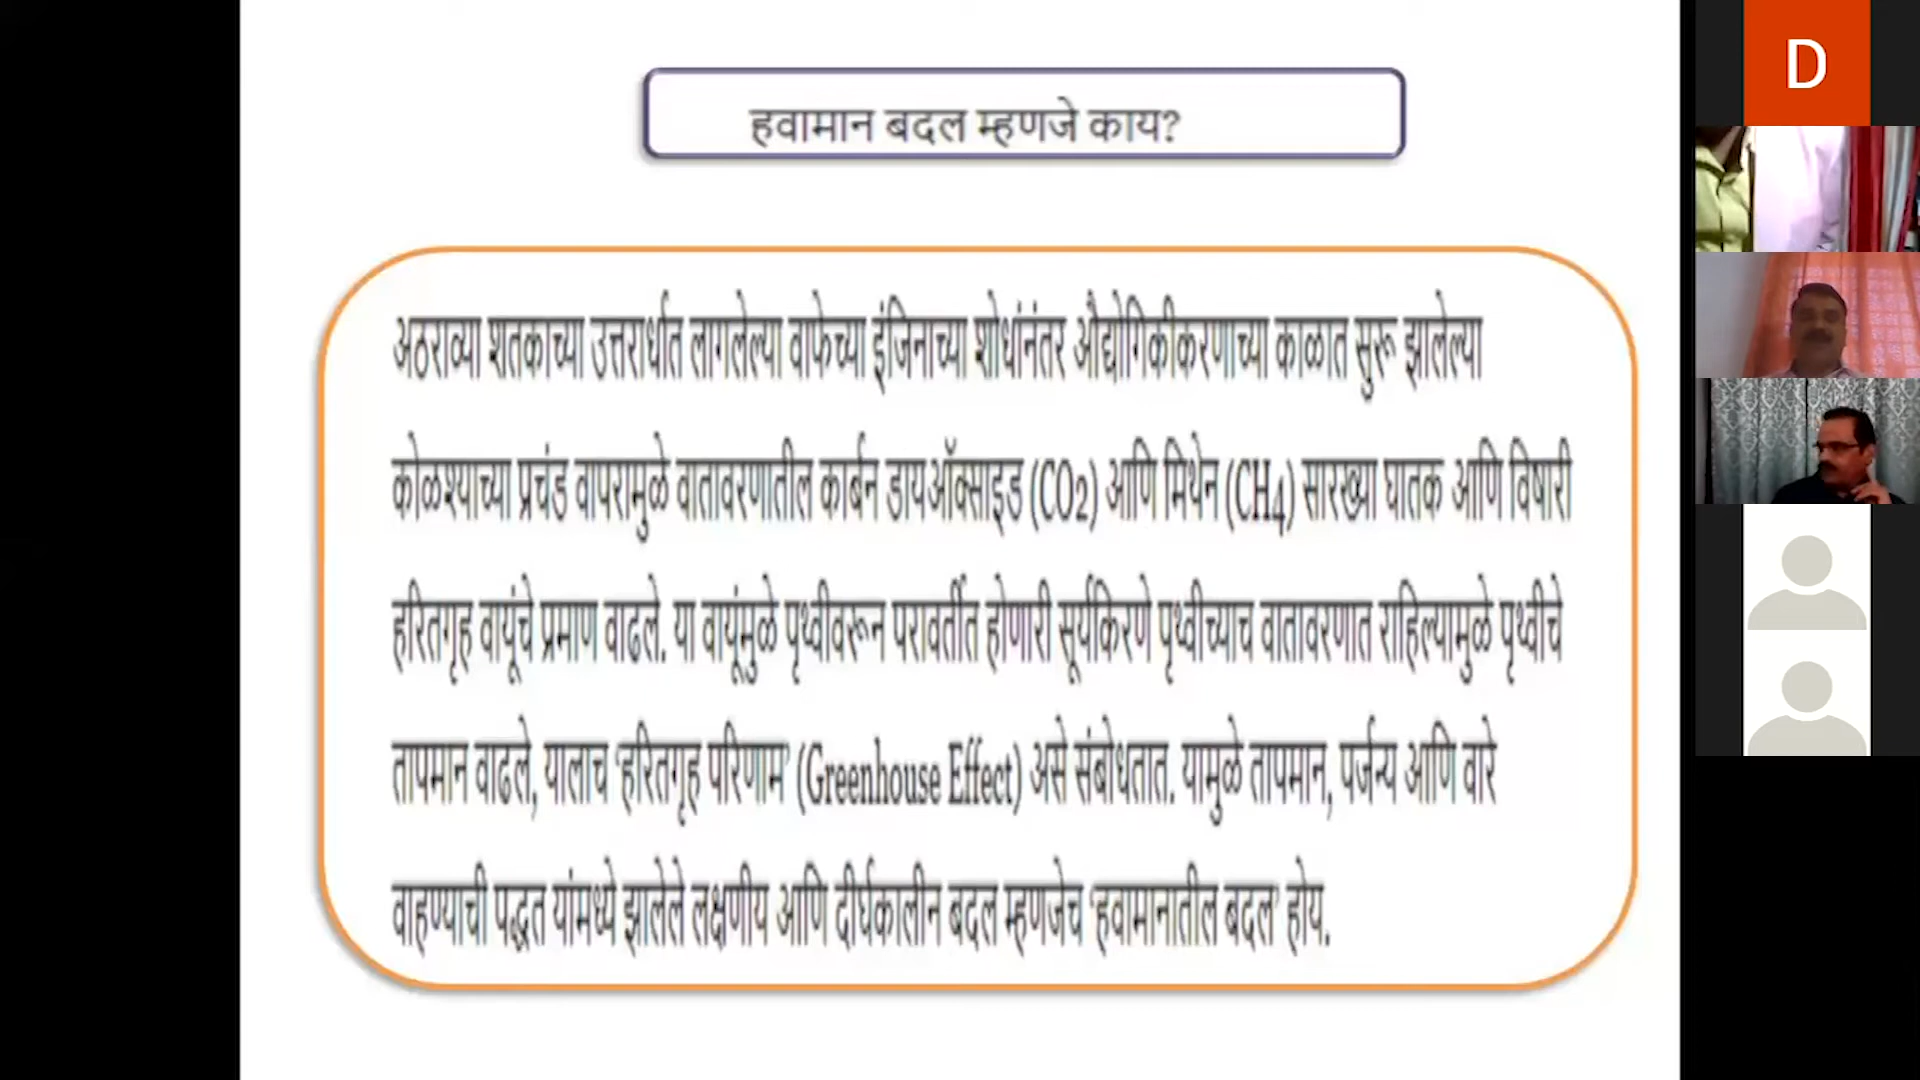 हवामान बदल म्हणजे काय?
अठराव्या शतकाच्या उत्तरार्धात लागलेल्या वाफेच्या इंजिनाच्या शोधांनंतर औद्योगिकीकरणाच्या काळात सुरू झालेल्या
कोळश्याच्या प्रचंड वापरामुळे वातावरणातील कार्बन डायऑक्साइड (CO2) आणि मिथेन (CH4) सारख्या घातक आणि विषारी
हरितगृह वायूंचे प्रमाण वाढले. या वायूंमुळे पृथ्वीवरून परावर्तीत होणारी सूर्यकिरणे पृथ्वीच्याच वातावरणात राहिल्यामुळे पृथ्वीचे
तापमान वाढले, यालाच ‘हरितगृह परिणाम’ (Greenhouse Effect) असे संबोधतात. यामुळे तापमान, पर्जन्य आणि वारे
वाहण्याची पद्धत यांमध्ये झालेले लक्षणीय आणि दीर्घकालीन बदल म्हणजेच ‘हवामानातील बदल’ होय.
D